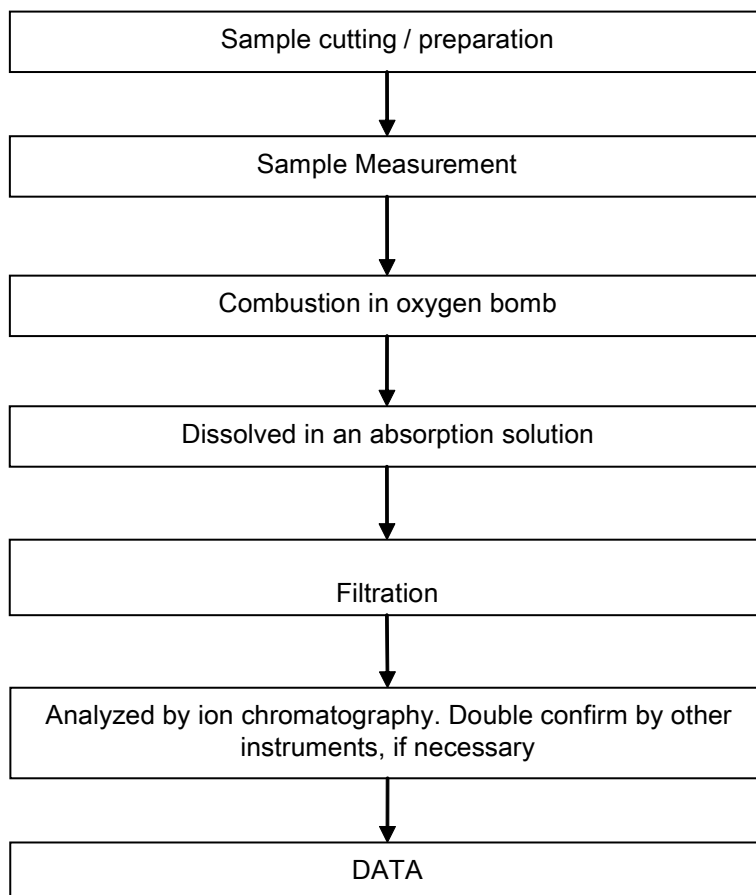 Sample cutting / preparation
Sample Measurement
Combustion in oxygen bomb
Dissolved in an absorption solution
Filtration
Analyzed by ion chromatography. Double confirm by other
instruments, if necessary
DATA